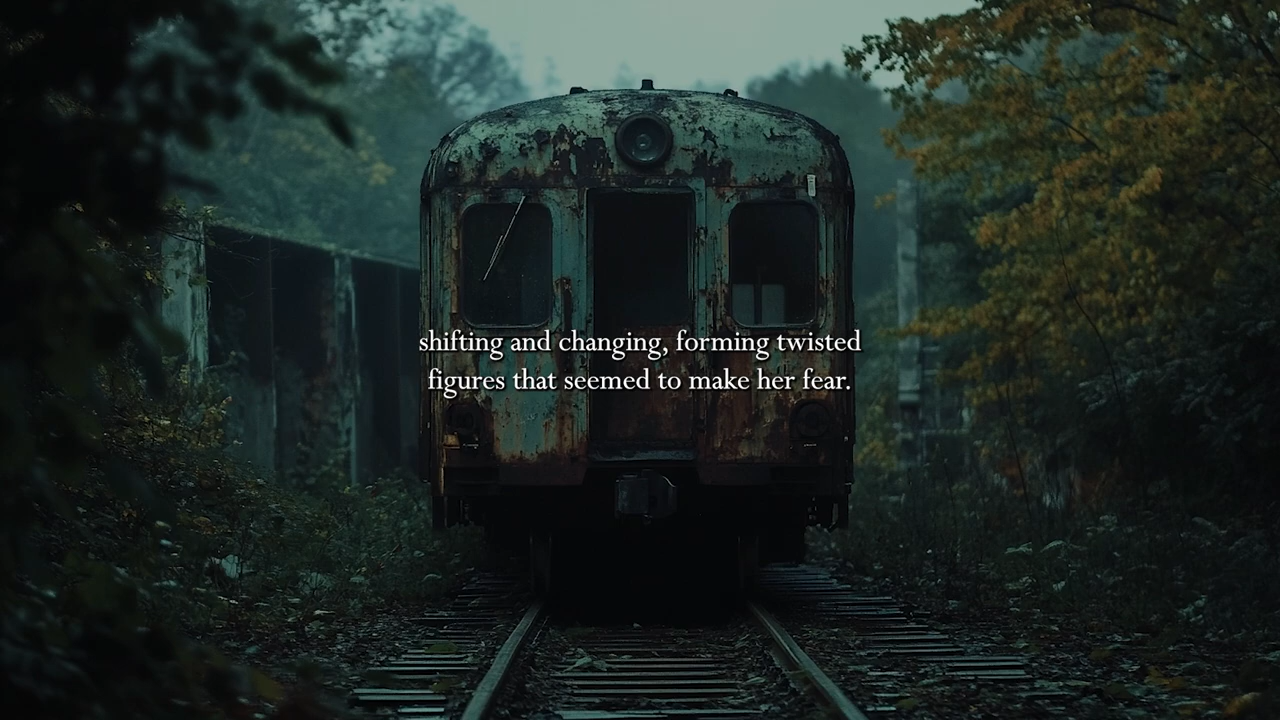 shifting and changing, forming twisted
figures that seemed to make her fear.